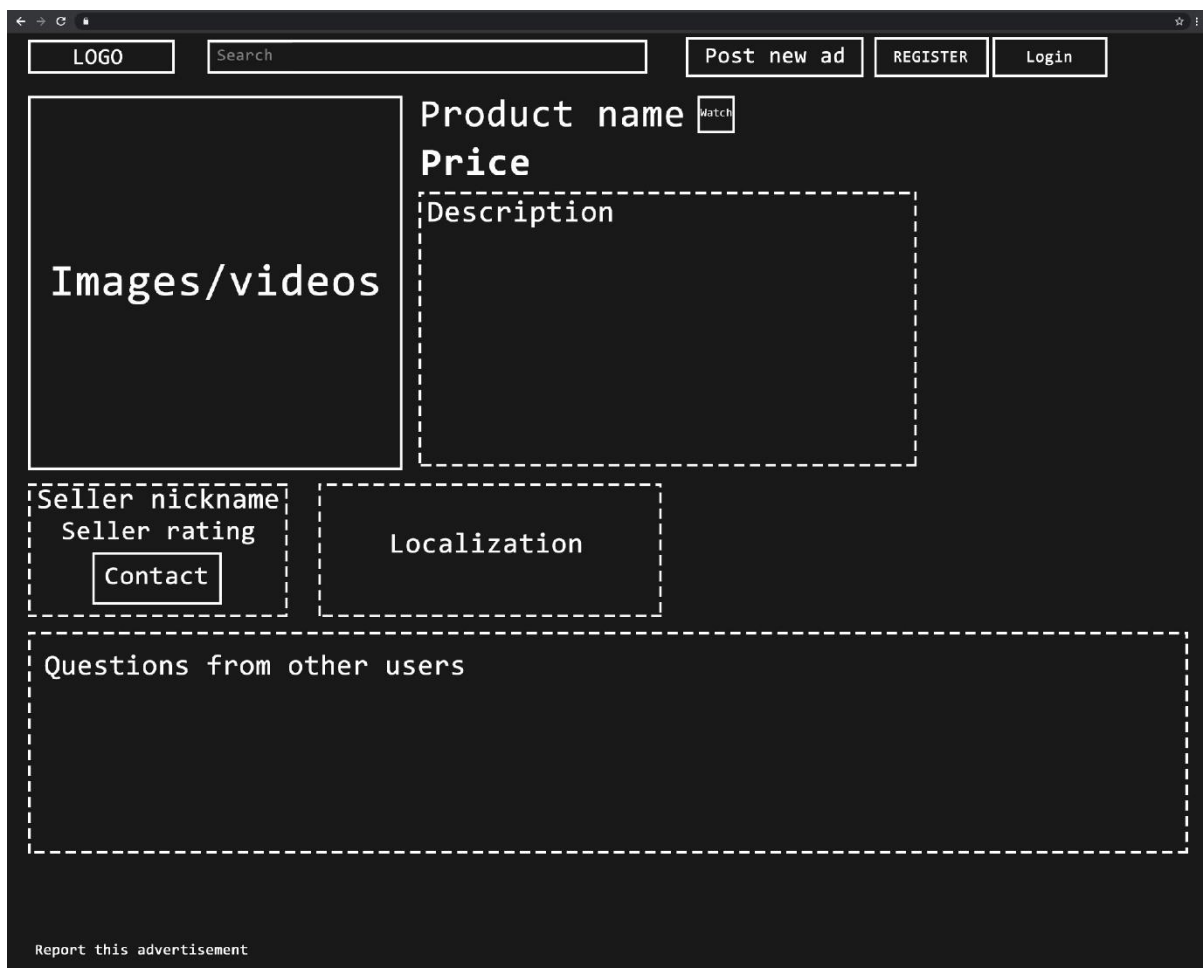 LOGO
Search
Post new ad
REGISTER
Login
Product name
Watch
Price
Description
Images/videos
Seller nickname
Seller rating
Contact
Localization
Questions from other users
Report this advertisement